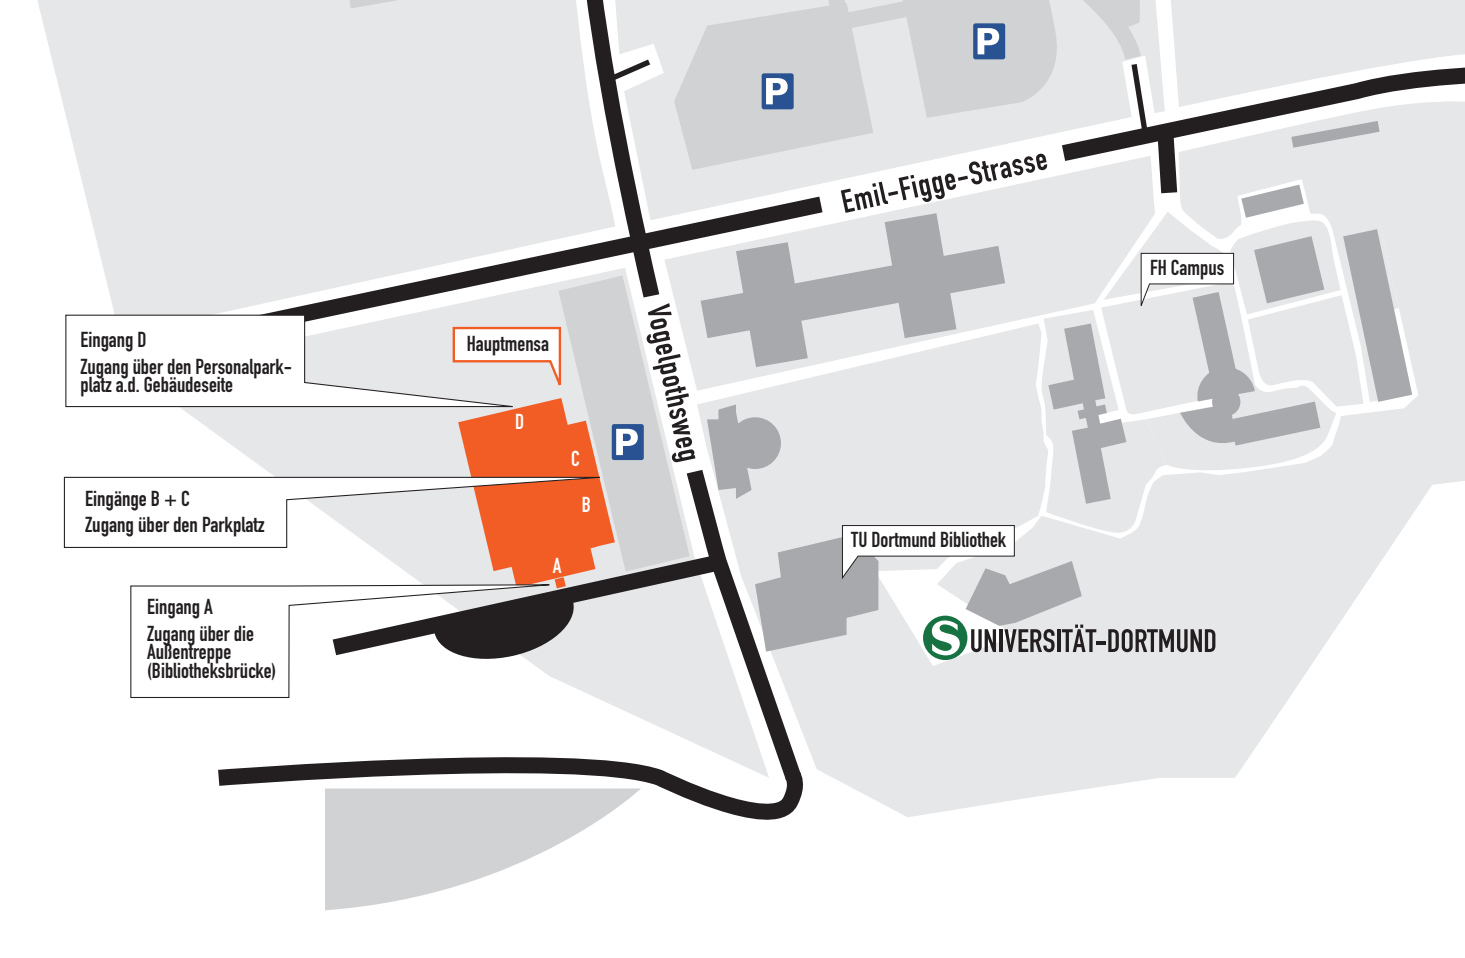 P
P
Emil-Figge-Strasse
FH Campus
Eingang D
Zugang über den Personalpark-
platz a.d. Gebäudeseite
Hauptmensa
Vogelpothsweg
D
C
P
B
A
Eingänge B + C
Zugang über den Parkplatz
TU Dortmund Bibliothek
Eingang A
Zugang über die
Außentreppe
(Bibliotheksbrücke)
S UNIVERSITÄT-DORTMUND